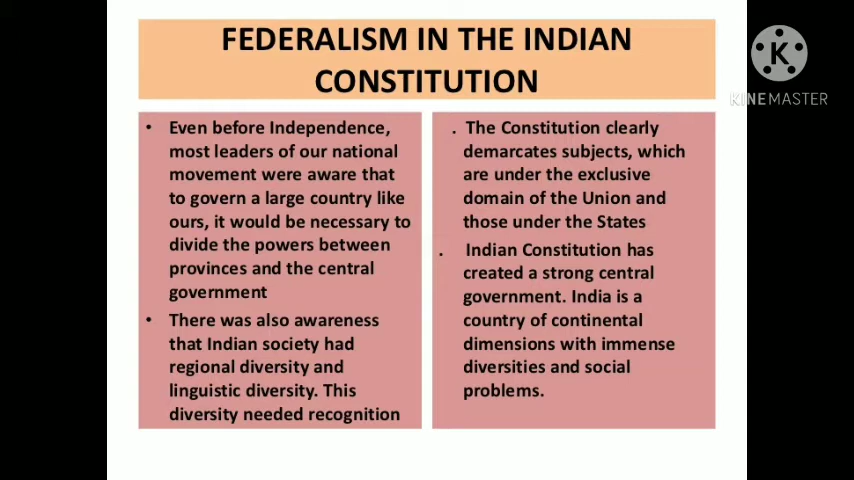 FEDERALISM IN THE INDIAN
CONSTITUTION
• Even before Independence,
most leaders of our national
movement were aware that
to govern a large country like
ours, it would be necessary to
divide the powers between
provinces and the central
government
• There was also awareness
that Indian society had
regional diversity and
linguistic diversity. This
diversity needed recognition
. The Constitution clearly
demarcates subjects, which
are under the exclusive
domain of the Union and
those under the States
. Indian Constitution has
created a strong central
government. India is a
country of continental
dimensions with immense
diversities and social
problems.
K
KINEMASTER